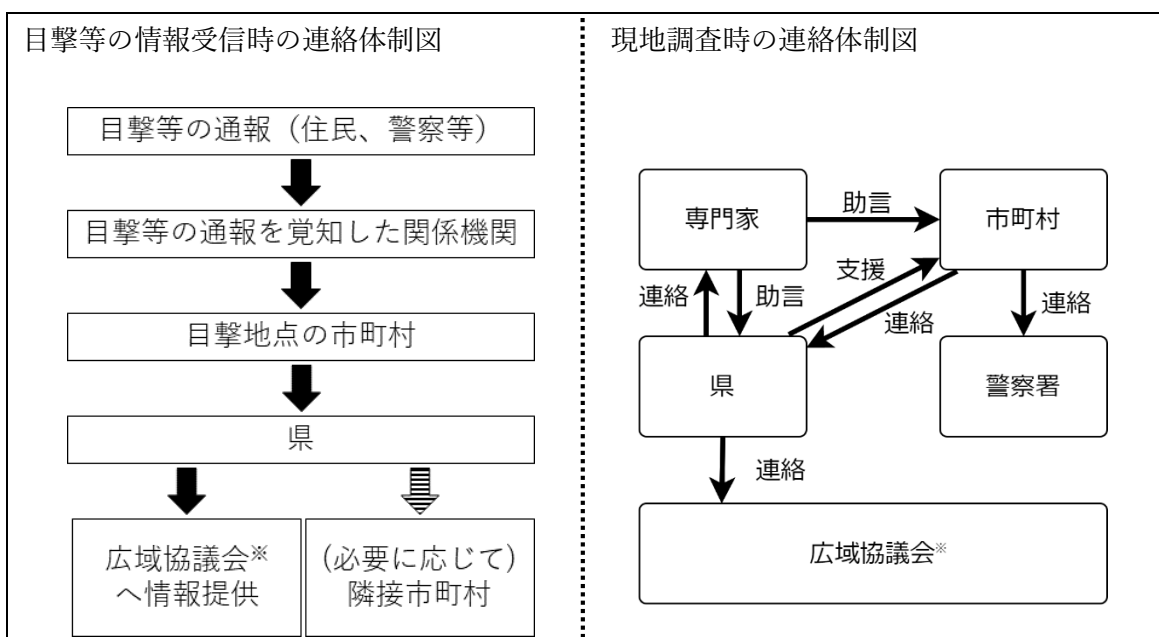 目撃等の情報受信時の連絡体制図
目撃等の通報（住民、警察等）
目撃等の通報を覚知した関係機関
目撃地点の市町村
県
広域協議会※
へ情報提供
(必要に応じて)
隣接市町村
現地調査時の連絡体制図
専門家
助言
市町村
支援
連絡
助言
連絡
連絡
県
警察署
連絡
広域協議会※